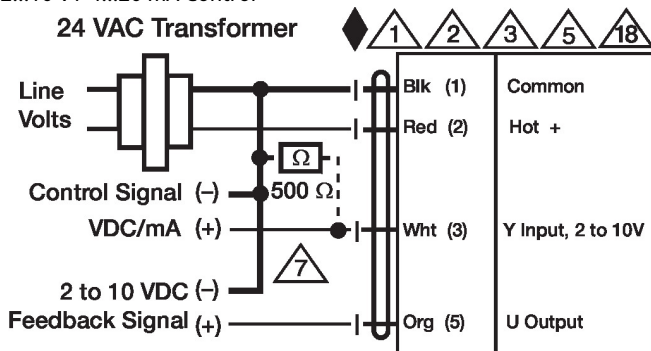 24 VAC Transformer
1 2 3 5 18
Line
Volts
Blk (1) Common
Red (2) Hot +
Ω
500 Ω
Control Signal (–)
VDC/mA (+)
Wht (3) Y Input, 2 to 10V
7
2 to 10 VDC (–)
Feedback Signal (+)
Org (5) U Output